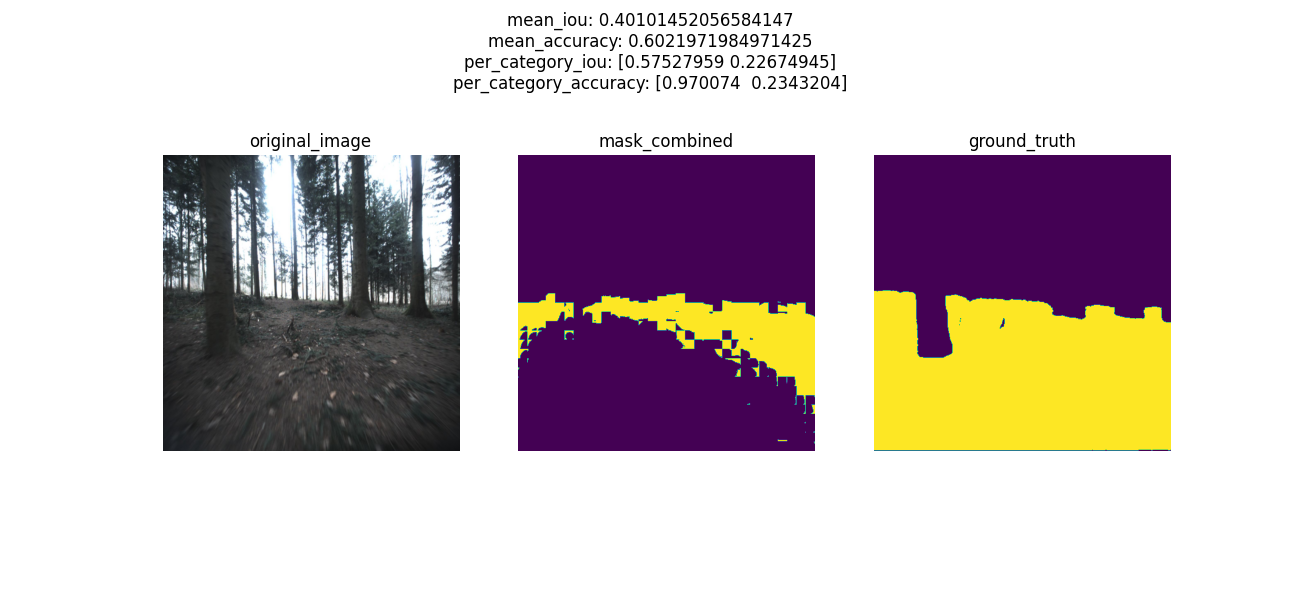 mean_iou: 0.40101452056584147
mean_accuracy: 0.6021971984971425
per_category_iou: [0.57527959 0.22674945]
per_category_accuracy: [0.970074  0.2343204]
original_image
mask_combined
ground_truth